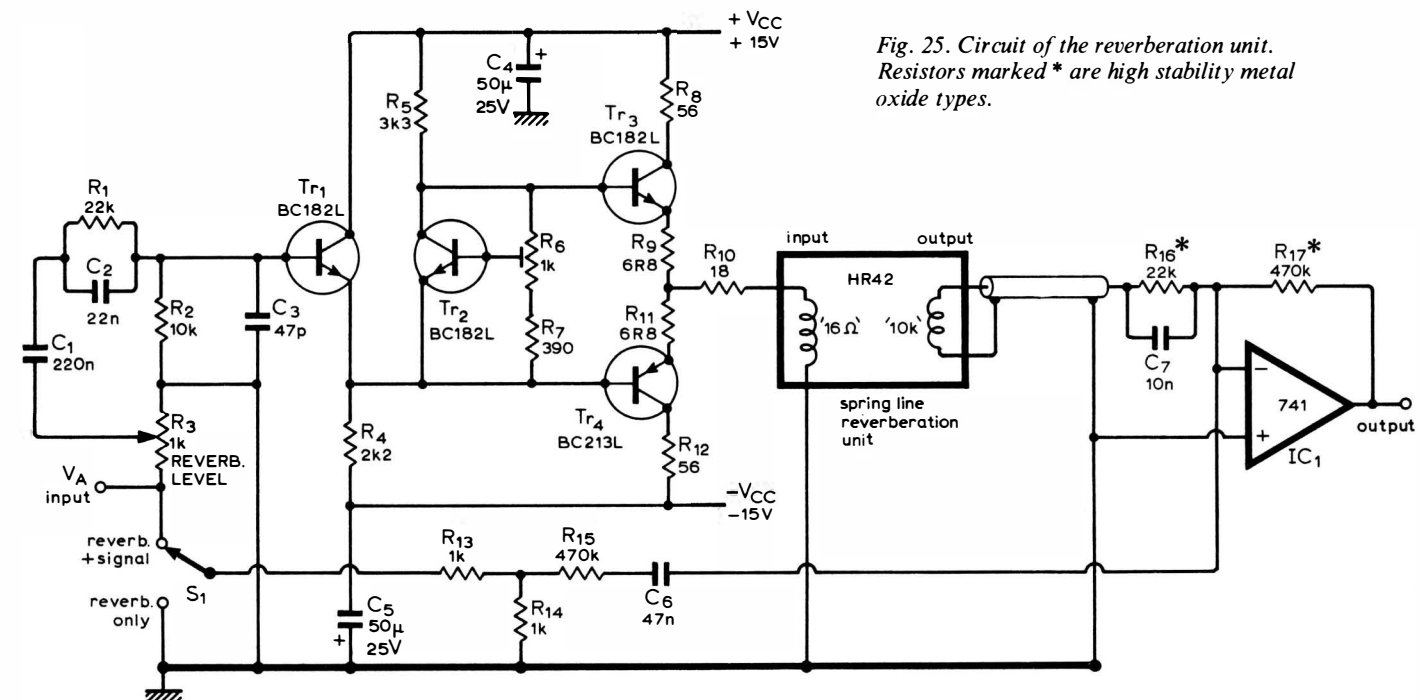 + VCC
+ 15V
Fig. 25. Circuit of the reverberation unit.
Resistors marked * are high stability metal
oxide types.
C4
50μ
25V
+
R5
3k3
R8
56
Tr3
BC182L
R1
22k
C2
22n
Tr1
BC182L
R2
10k
C3
47p
C1
220n
Tr2
BC182L
R6
1k
R7
390
R9
6R8
R11
6R8
R10
18
input
output
HR42
'16Ω'
'10k'
spring line
reverberation
unit
R16*
22k
R17*
470k
C7
10n
−
+
741
IC1
output
R3
1k
REVERB.
LEVEL
VA
input
R4
2k2
Tr4
BC213L
R12
56
−VCC
−15V
reverb.
+signal
S1
reverb.
only
R13
1k
R15
470k
C6
47n
R14
1k
C5
50μ
25V
+